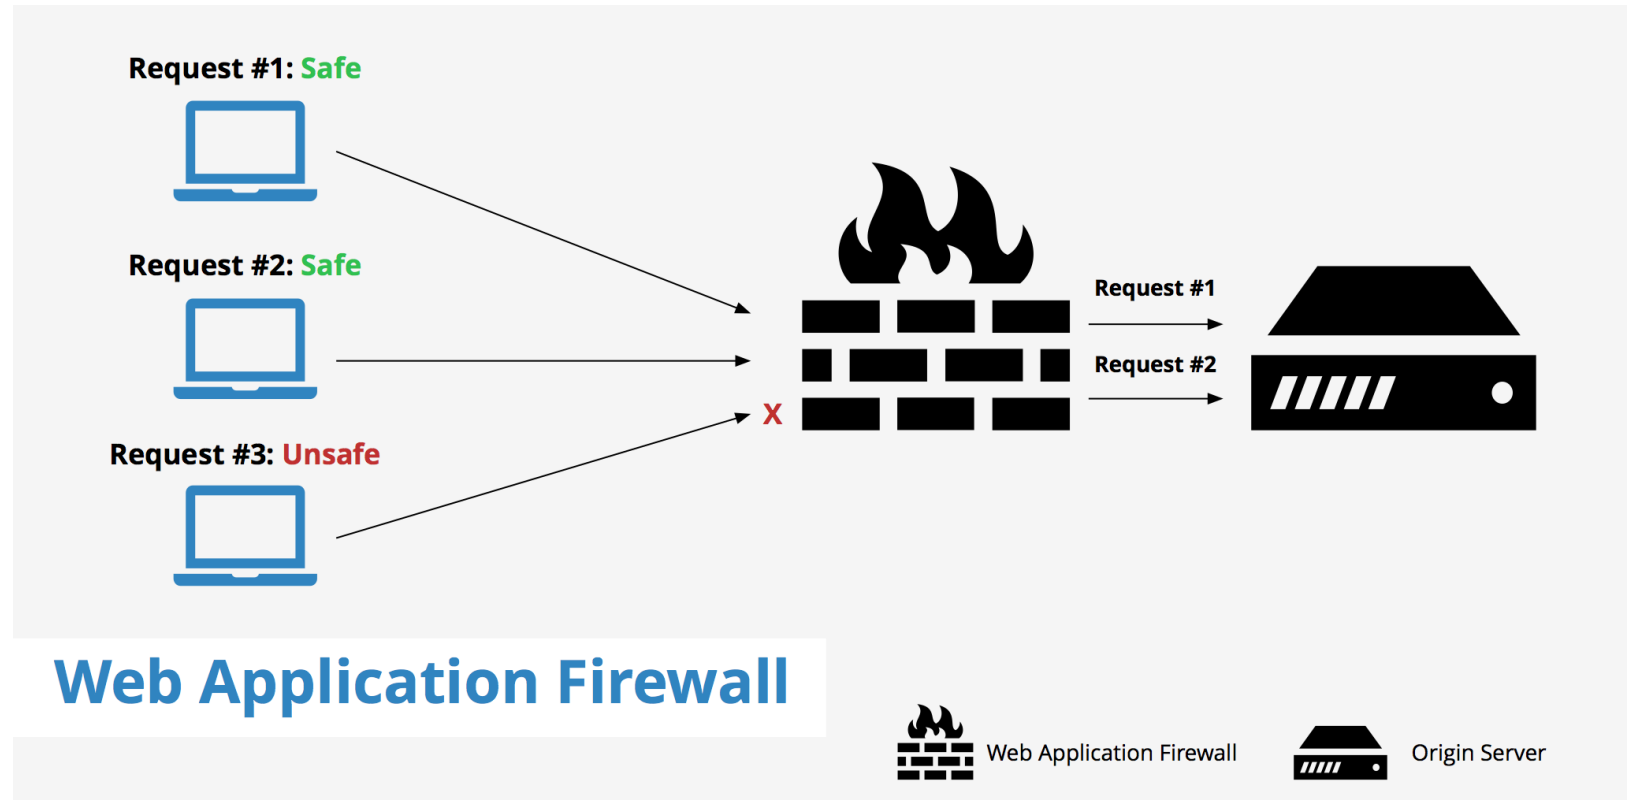 Request #1: Safe
Request #2: Safe
Request #3: Unsafe
X
Request #1
Request #2
Web Application Firewall
Web Application Firewall
Origin Server